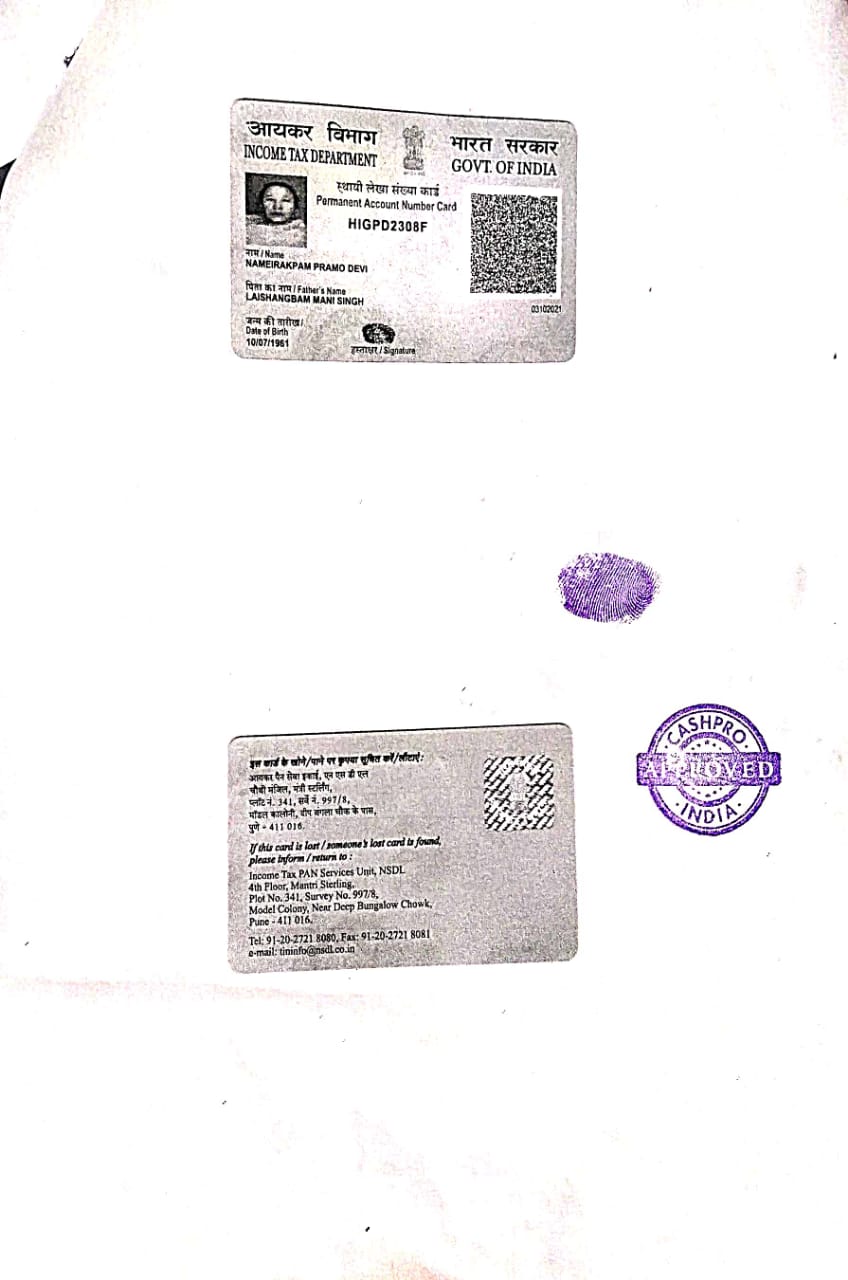 आयकर विभाग
INCOME TAX DEPARTMENT
भारत सरकार
GOVT. OF INDIA
स्थायी लेखा संख्या कार्ड
Permanent Account Number Card
HIGPD2308F
नाम / Name
NAMEIRAKPAM PRAMO DEVI
पिता का नाम / Father's Name
LAISHANGBAM MANI SINGH
03102021
जन्म की तारीख /
Date of Birth
10/07/1961
हस्ताक्षर / Signature
इस कार्ड के खोने/पाने पर कृपया सूचित करें/लौटाएं:
आयकर पैन सेवा इकाई, एन एस डी एल
चौथी मंजिल, मंत्री स्टर्लिंग,
प्लॉट नं. 341, सर्वे नं. 997/8,
मॉडल कालोनी, दीप बंगला चौक के पास,
पुणे - 411 016.
If this card is lost / someone's lost card is found,
please inform / return to :
Income Tax PAN Services Unit, NSDL
4th Floor, Mantri Sterling,
Plot No. 341, Survey No. 997/8,
Model Colony, Near Deep Bungalow Chowk,
Pune - 411 016.
Tel: 91-20-2721 8080, Fax: 91-20-2721 8081
e-mail: tininfo@nsdl.co.in
CASHPRO
APPROVED
INDIA